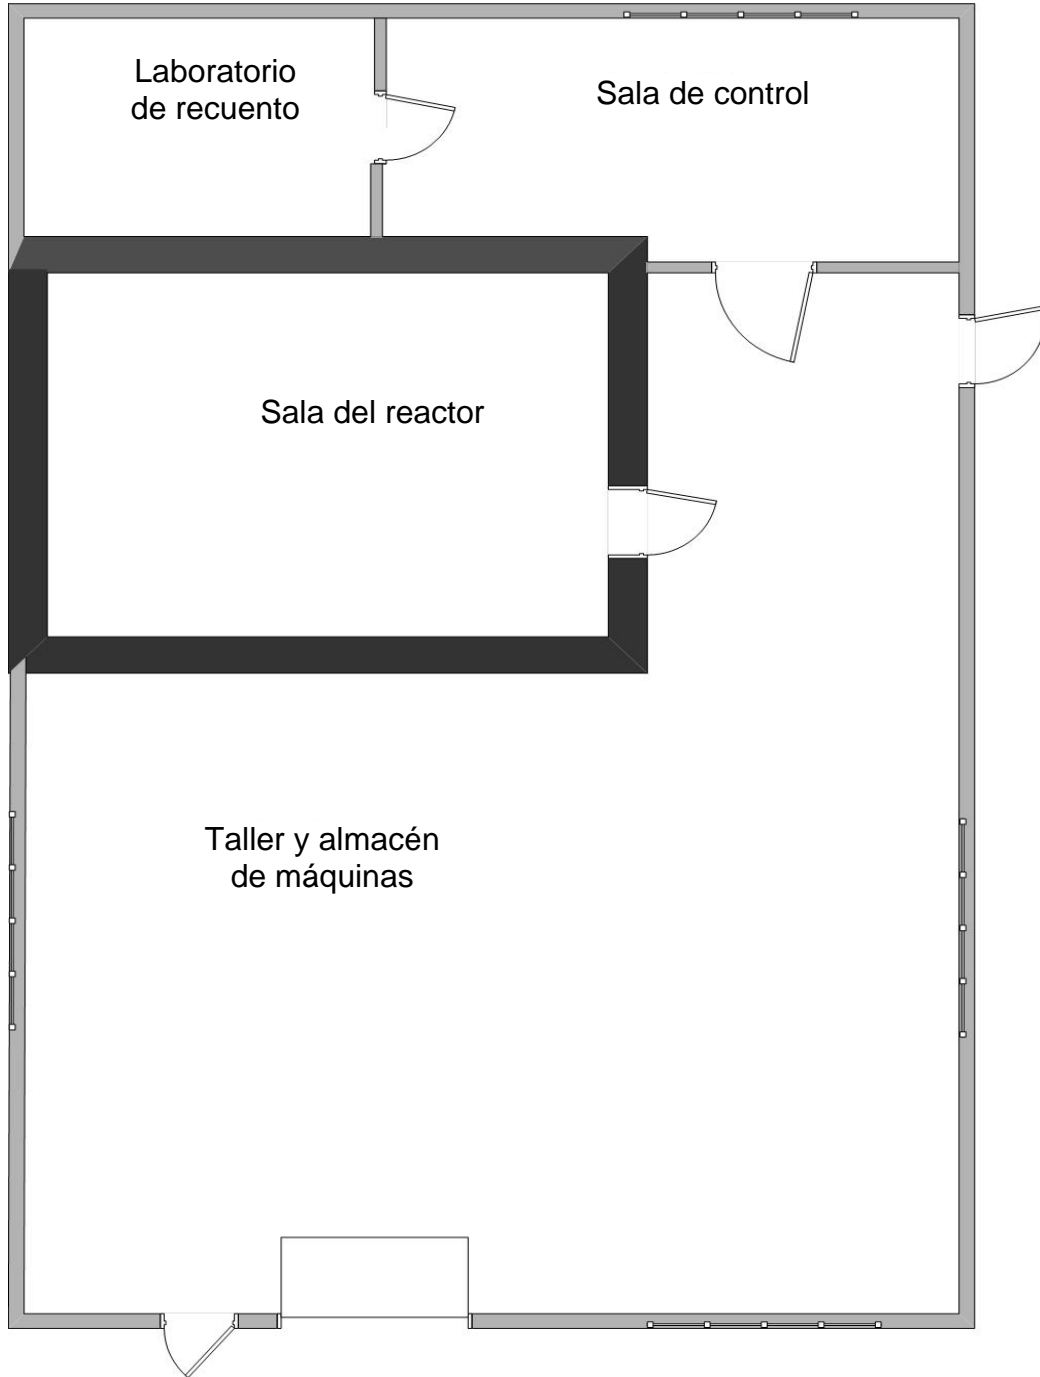 Laboratorio
de recuento
Sala de control
Sala del reactor
Taller y almacén
de máquinas